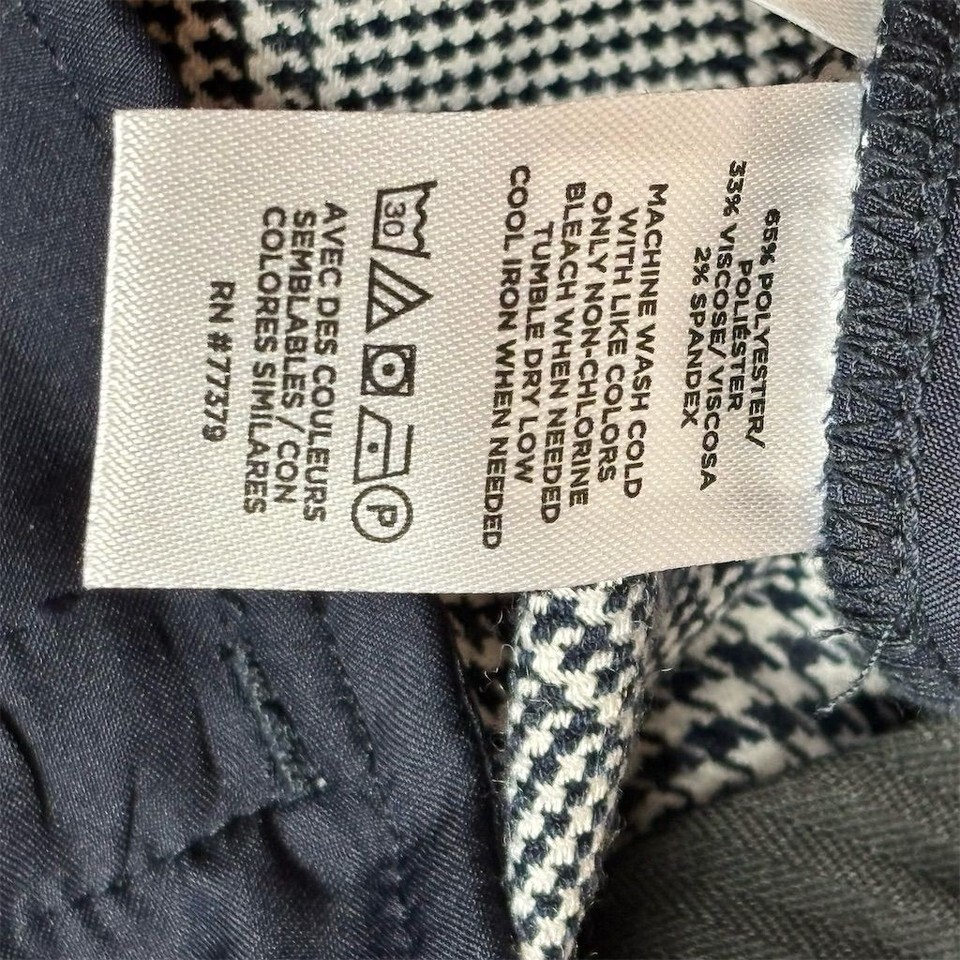 65% POLYESTER/
POLIÉSTER
33% VISCOSE/ VISCOSA
2% SPANDEX
MACHINE WASH COLD
WITH LIKE COLORS
ONLY NON-CHLORINE
BLEACH WHEN NEEDED
TUMBLE DRY LOW
COOL IRON WHEN NEEDED
30
P
AVEC DES COULEURS
SEMBLABLES / CON
COLORES SIMILARES
RN #77379